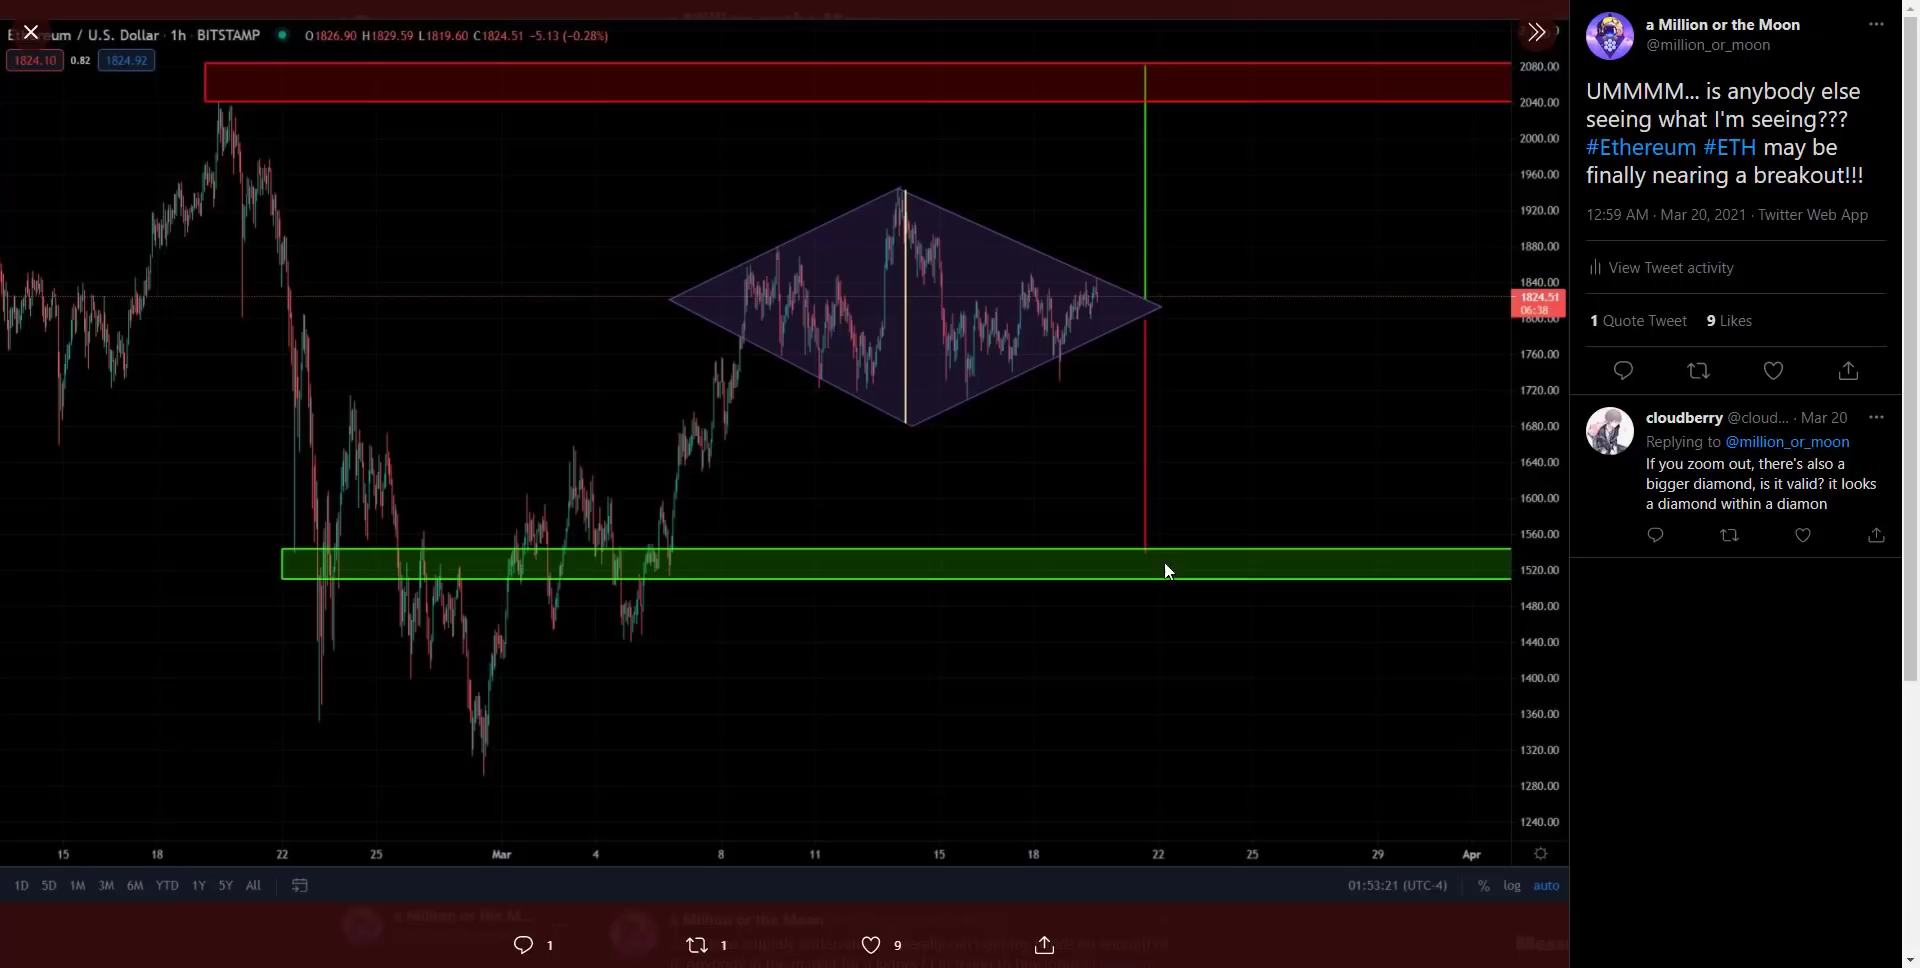 Ethereum / U.S. Dollar · 1h · BITSTAMP
O1826.90 H1829.59 L1819.60 C1824.51 −5.13 (−0.28%)
1824.10 0.82 1824.92
2080.00
2040.00
2000.00
1960.00
1920.00
1880.00
1840.00
1824.51
06:38
1800.00
1760.00
1720.00
1680.00
1640.00
1600.00
1560.00
1520.00
1480.00
1440.00
1400.00
1360.00
1320.00
1280.00
1240.00
15 18 22 25 Mar 4 8 11 15 18 22 25 29 Apr
1D 5D 1M 3M 6M YTD 1Y 5Y All
01:53:21 (UTC-4) % log auto
1 1 9
a Million or the Moon
@million_or_moon
UMMMM... is anybody else
seeing what I'm seeing???
#Ethereum #ETH may be
finally nearing a breakout!!!
12:59 AM · Mar 20, 2021 · Twitter Web App
View Tweet activity
1 Quote Tweet 9 Likes
cloudberry @cloud... · Mar 20
Replying to @million_or_moon
If you zoom out, there's also a
bigger diamond, is it valid? it looks
a diamond within a diamon